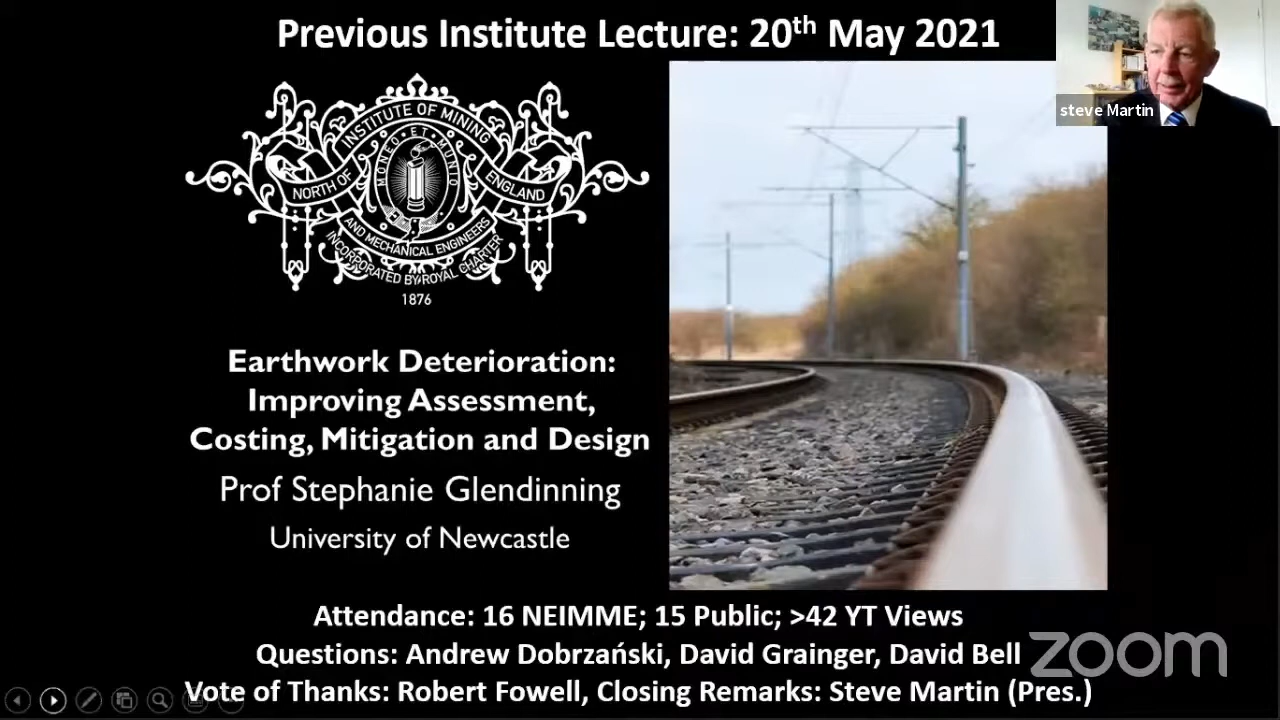 Previous Institute Lecture: 20th May 2021
steve Martin
INSTITUTE OF MINING
NORTH OF
ENGLAND
MONEO ET MUNIO
AND MECHANICAL ENGINEERS
INCORPORATED BY ROYAL CHARTER
1876
Earthwork Deterioration:
Improving Assessment,
Costing, Mitigation and Design
Prof Stephanie Glendinning
University of Newcastle
Attendance: 16 NEIMME; 15 Public; >42 YT Views
Questions: Andrew Dobrzański, David Grainger, David Bell
zoom
Vote of Thanks: Robert Fowell, Closing Remarks: Steve Martin (Pres.)